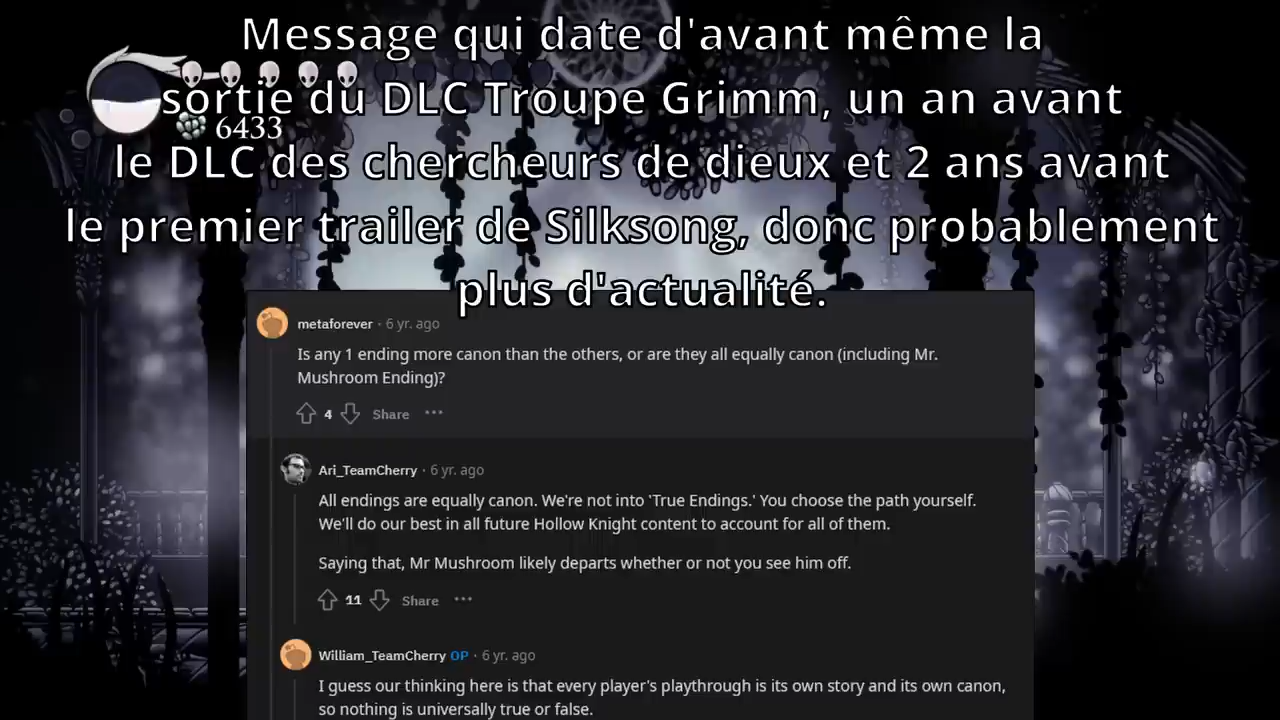 Message qui date d'avant même la
sortie du DLC Troupe Grimm, un an avant
6433
le DLC des chercheurs de dieux et 2 ans avant
le premier trailer de Silksong, donc probablement
plus d'actualité.
metaforever · 6 yr. ago
Is any 1 ending more canon than the others, or are they all equally canon (including Mr.
Mushroom Ending)?
4 Share ···
Ari_TeamCherry · 6 yr. ago
All endings are equally canon. We're not into 'True Endings.' You choose the path yourself.
We'll do our best in all future Hollow Knight content to account for all of them.
Saying that, Mr Mushroom likely departs whether or not you see him off.
11 Share ···
William_TeamCherry OP · 6 yr. ago
I guess our thinking here is that every player's playthrough is its own story and its own canon,
so nothing is universally true or false.